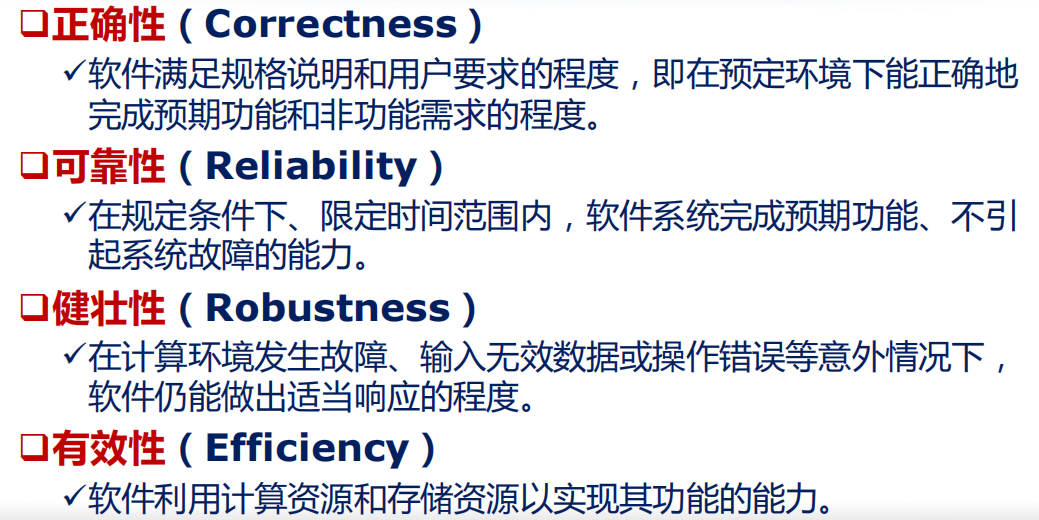 ❑正确性（Correctness）
✓软件满足规格说明和用户要求的程度，即在预定环境下能正确地
完成预期功能和非功能需求的程度。
❑可靠性（Reliability）
✓在规定条件下、限定时间范围内，软件系统完成预期功能、不引
起系统故障的能力。
❑健壮性（Robustness）
✓在计算环境发生故障、输入无效数据或操作错误等意外情况下，
软件仍能做出适当响应的程度。
❑有效性（Efficiency）
✓软件利用计算资源和存储资源以实现其功能的能力。